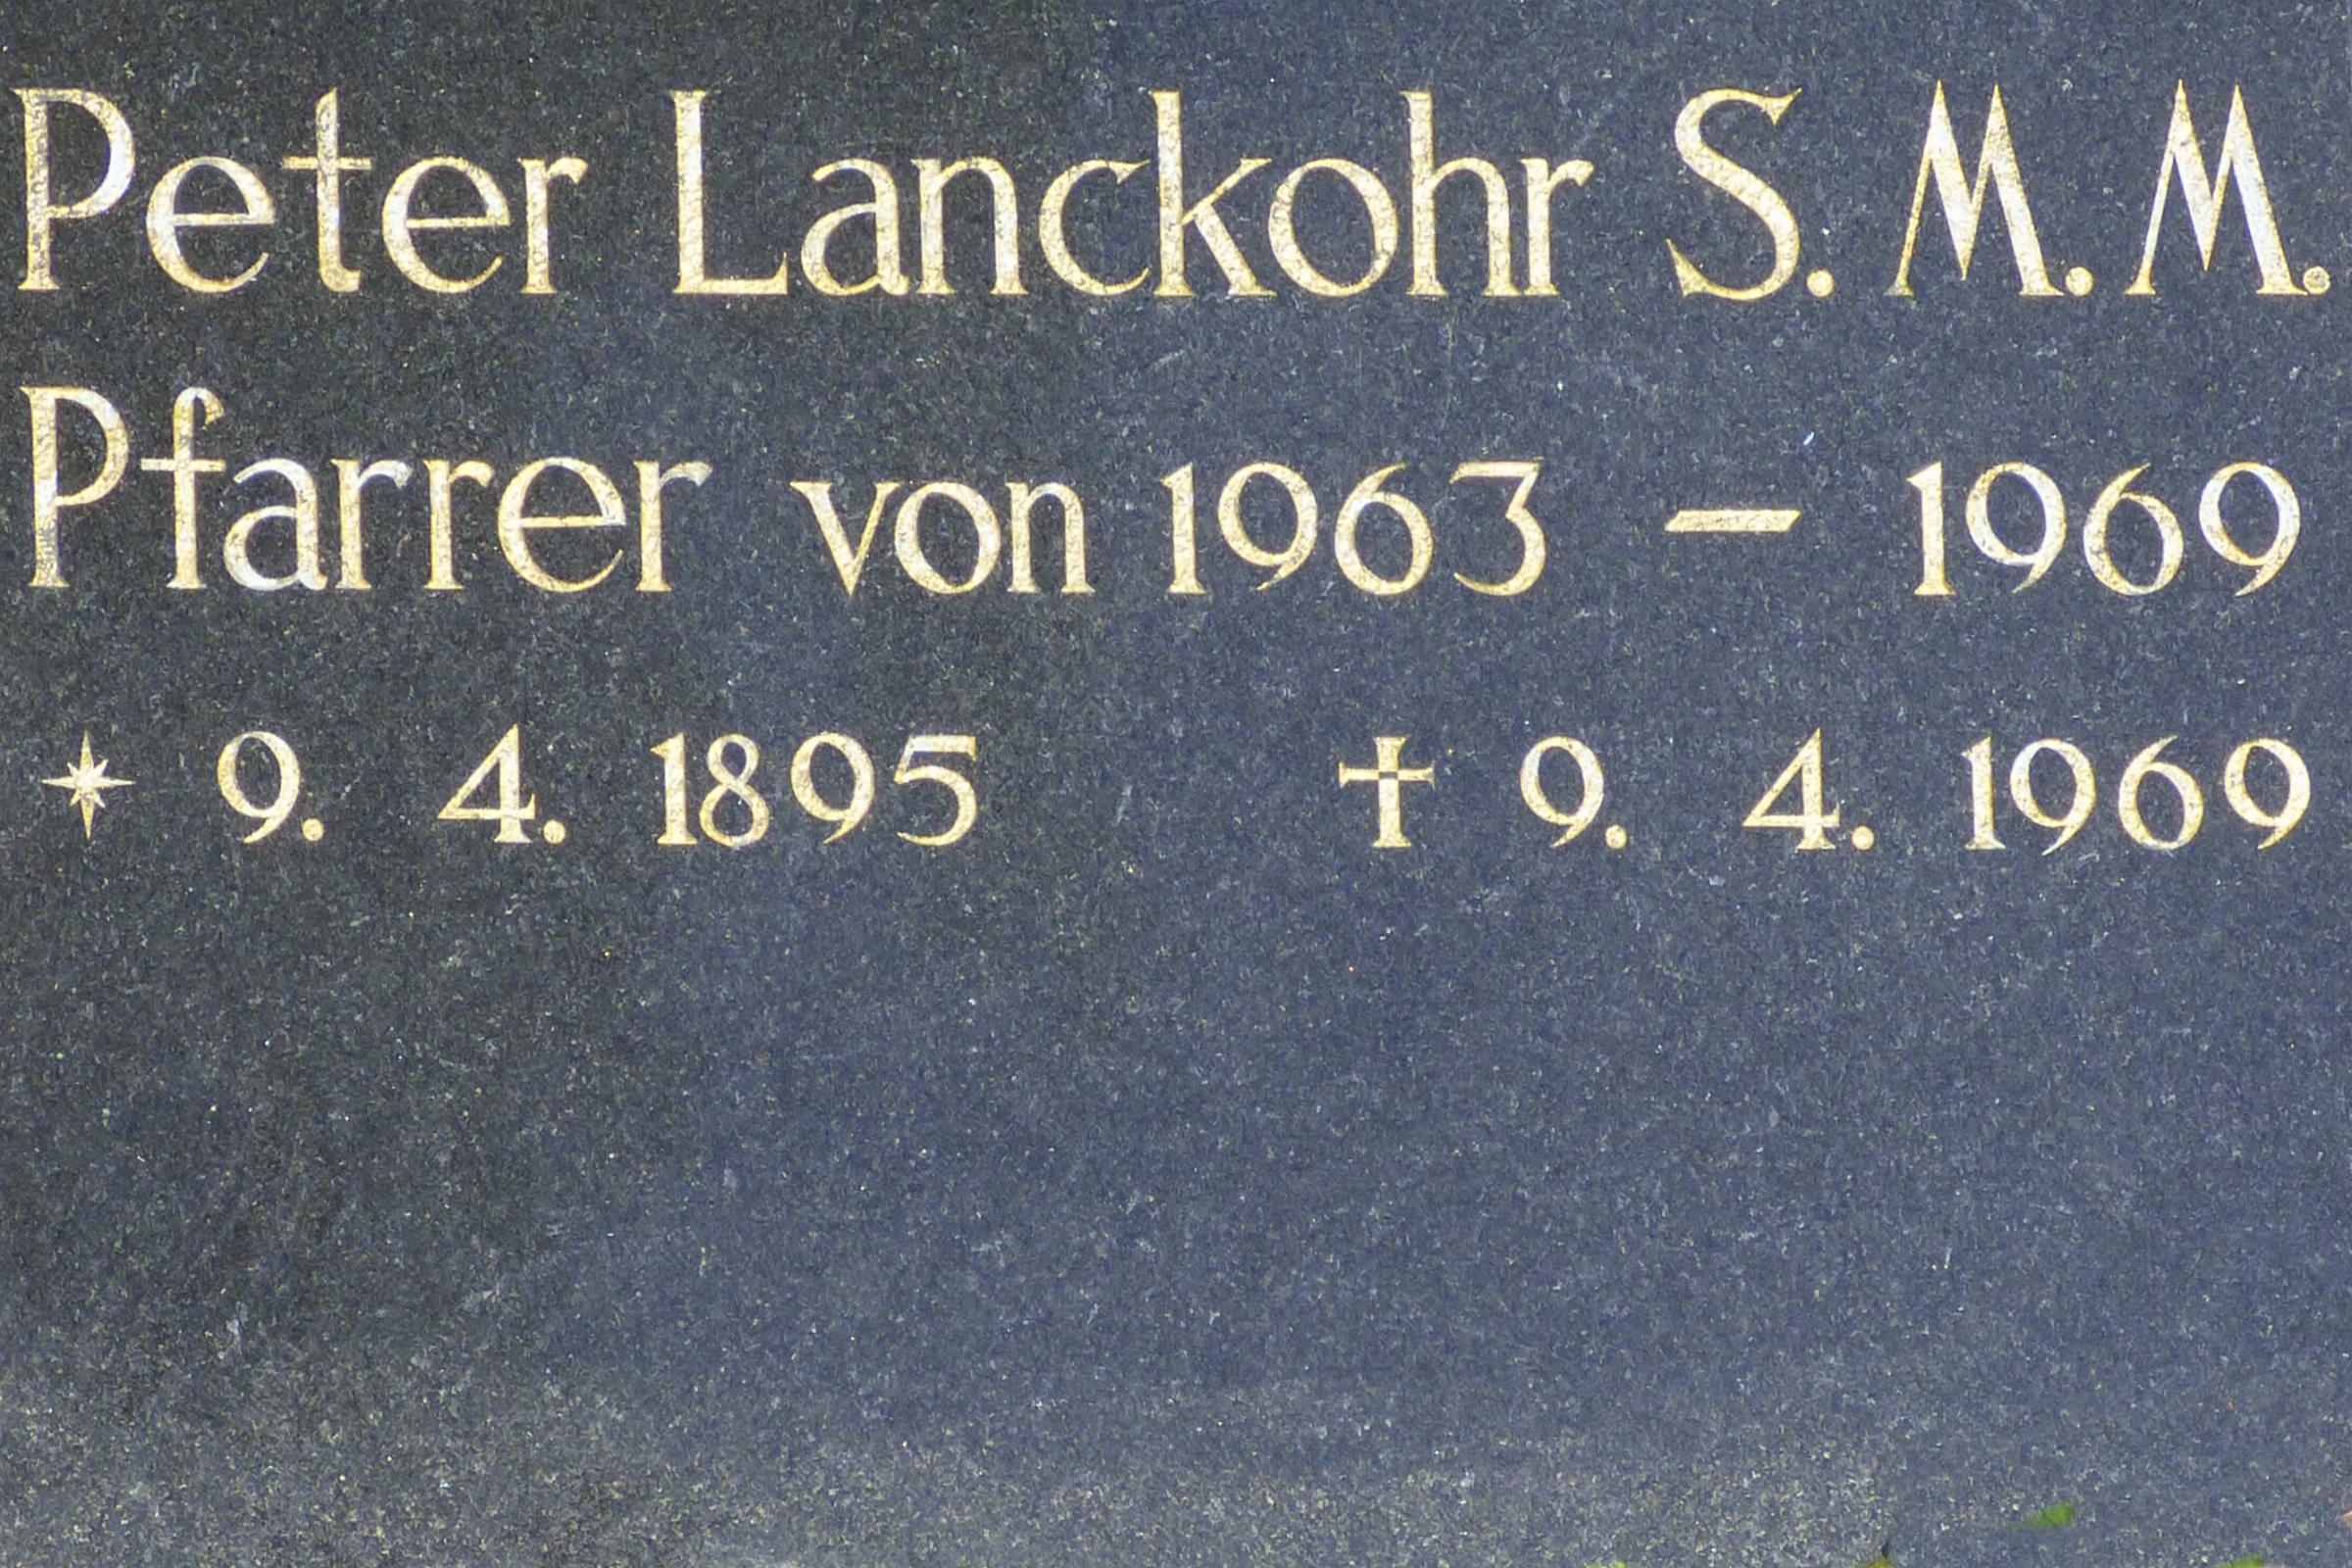 Peter Lanckohr S. M. M.
Pfarrer von 1963 – 1969
* 9. 4. 1895 † 9. 4. 1969